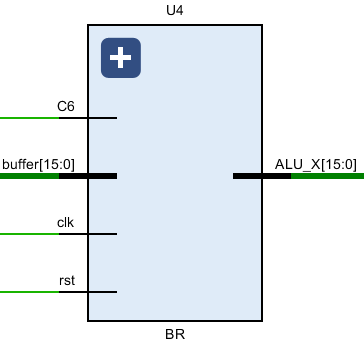 U4
C6
buffer[15:0]
ALU_X[15:0]
clk
rst
BR